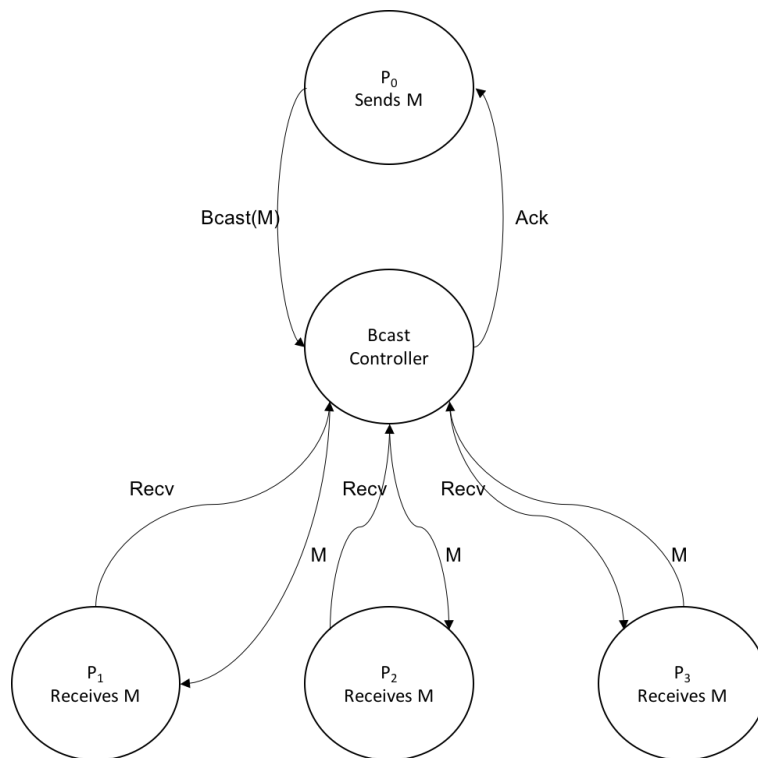 P₀
Sends M
Bcast(M)
Ack
Bcast
Controller
Recv
Recv
Recv
M
M
M
P₁
Receives M
P₂
Receives M
P₃
Receives M